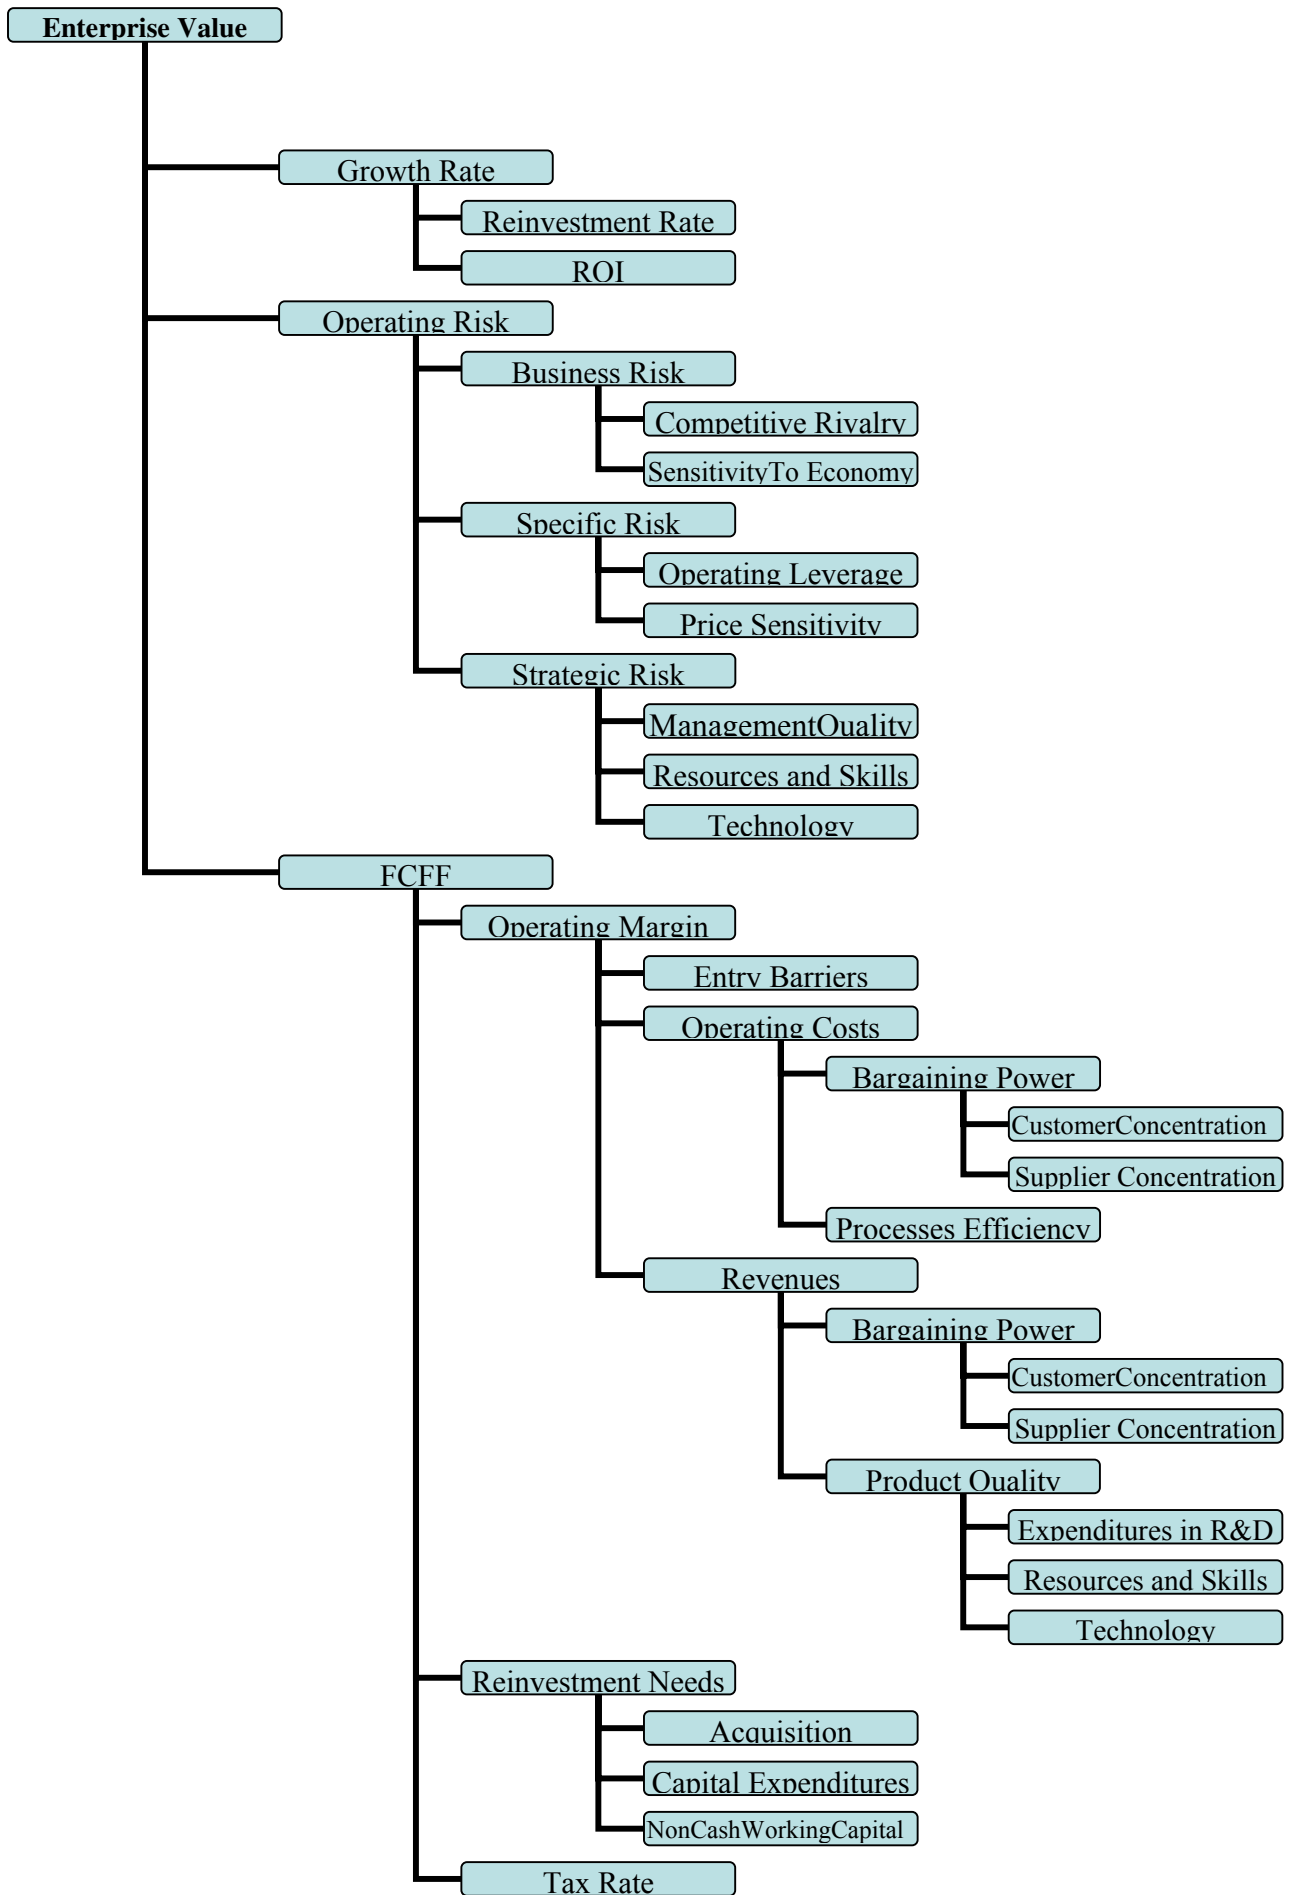 Enterprise Value
Growth Rate
Reinvestment Rate
ROI
Operating Risk
Business Risk
Competitive Rivalry
SensitivityTo Economy
Specific Risk
Operating Leverage
Price Sensitivity
Strategic Risk
ManagementQuality
Resources and Skills
Technology
FCFF
Operating Margin
Entry Barriers
Operating Costs
Bargaining Power
CustomerConcentration
Supplier Concentration
Processes Efficiency
Revenues
Bargaining Power
CustomerConcentration
Supplier Concentration
Product Quality
Expenditures in R&D
Resources and Skills
Technology
Reinvestment Needs
Acquisition
Capital Expenditures
NonCashWorkingCapital
Tax Rate